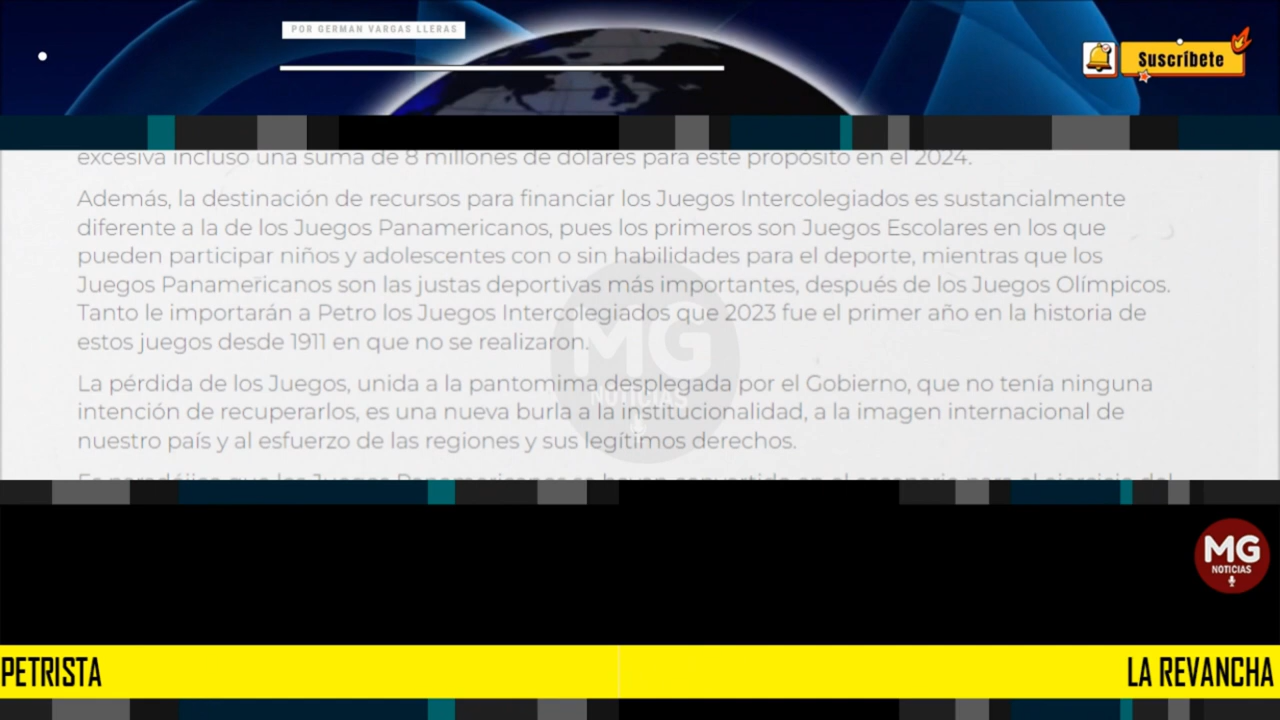 POR GERMAN VARGAS LLERAS
Suscríbete
excesiva incluso una suma de 8 millones de dólares para este propósito en el 2024.
Además, la destinación de recursos para financiar los Juegos Intercolegiados es sustancialmente
diferente a la de los Juegos Panamericanos, pues los primeros son Juegos Escolares en los que
pueden participar niños y adolescentes con o sin habilidades para el deporte, mientras que los
Juegos Panamericanos son las justas deportivas más importantes, después de los Juegos Olímpicos.
Tanto le importarán a Petro los Juegos Intercolegiados que 2023 fue el primer año en la historia de
estos juegos desde 1911 en que no se realizaron.
La pérdida de los Juegos, unida a la pantomima desplegada por el Gobierno, que no tenía ninguna
intención de recuperarlos, es una nueva burla a la institucionalidad, a la imagen internacional de
nuestro país y al esfuerzo de las regiones y sus legítimos derechos.
MG
NOTICIAS
MG
NOTICIAS
PETRISTA
LA REVANCHA